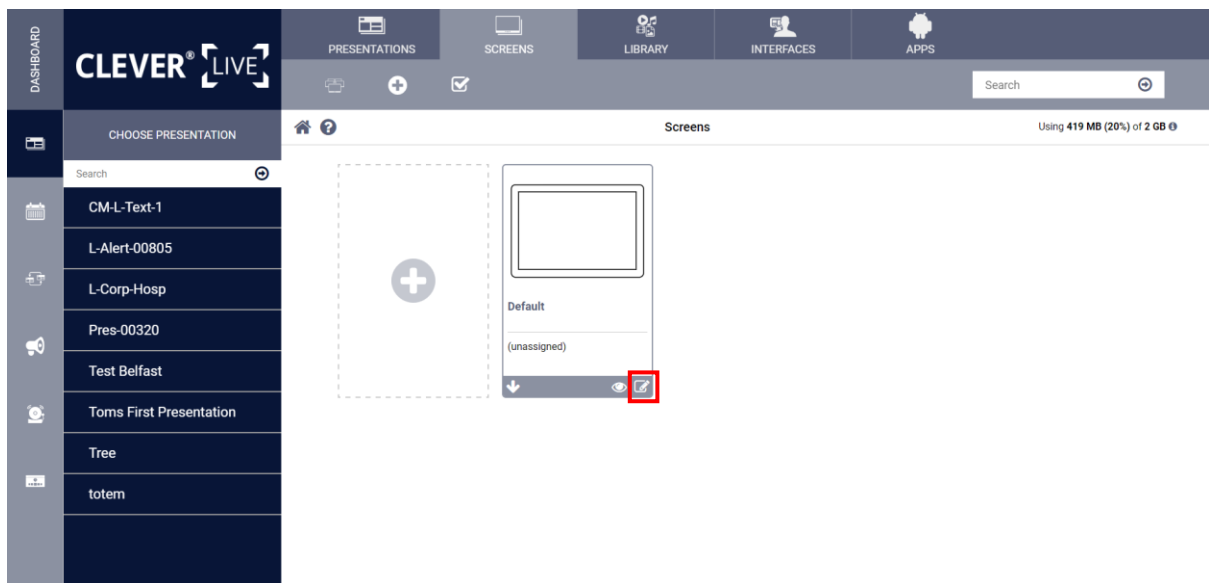 DASHBOARD
CLEVER® [LIVE]
PRESENTATIONS
SCREENS
LIBRARY
INTERFACES
APPS
Search
CHOOSE PRESENTATION
Screens
Using 419 MB (20%) of 2 GB
Search
CM-L-Text-1
L-Alert-00805
L-Corp-Hosp
Pres-00320
Test Belfast
Toms First Presentation
Tree
totem
Default
(unassigned)